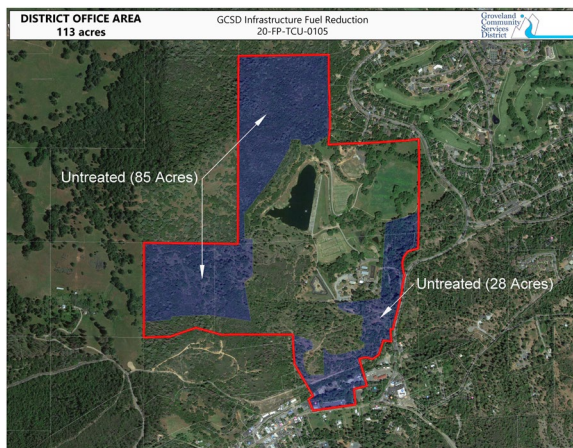 DISTRICT OFFICE AREA
113 acres
GCSD Infrastructure Fuel Reduction
20-FP-TCU-0105
Groveland
Community
Services
District
Untreated (85 Acres)
Untreated (28 Acres)